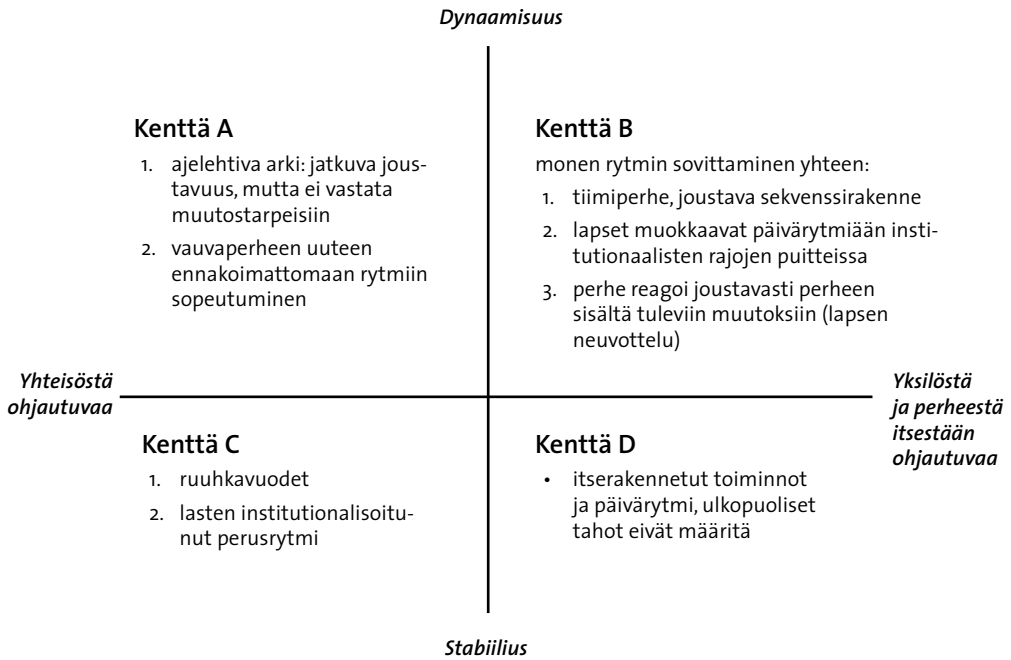 Dynaamisuus
Kenttä A
1. ajelehtiva arki: jatkuva jous-
tavuus, mutta ei vastata
muutostarpeisiin
2. vauvaperheen uuteen
ennakoimattomaan rytmiin
sopeutuminen
Kenttä B
monen rytmin sovittaminen yhteen:
1. tiimiperhe, joustava sekvenssirakenne
2. lapset muokkaavat päivärytmiään insti-
tutionaalisten rajojen puitteissa
3. perhe reagoi joustavasti perheen
sisältä tuleviin muutoksiin (lapsen
neuvottelu)
Yhteisöstä
ohjautuvaa
Yksilöstä
ja perheestä
itsestään
ohjautuvaa
Kenttä C
1. ruuhkavuodet
2. lasten institutionalisoitu-
nut perusrytmi
Kenttä D
• itserakennetut toiminnot
ja päivärytmi, ulkopuoliset
tahot eivät määritä
Stabiilius